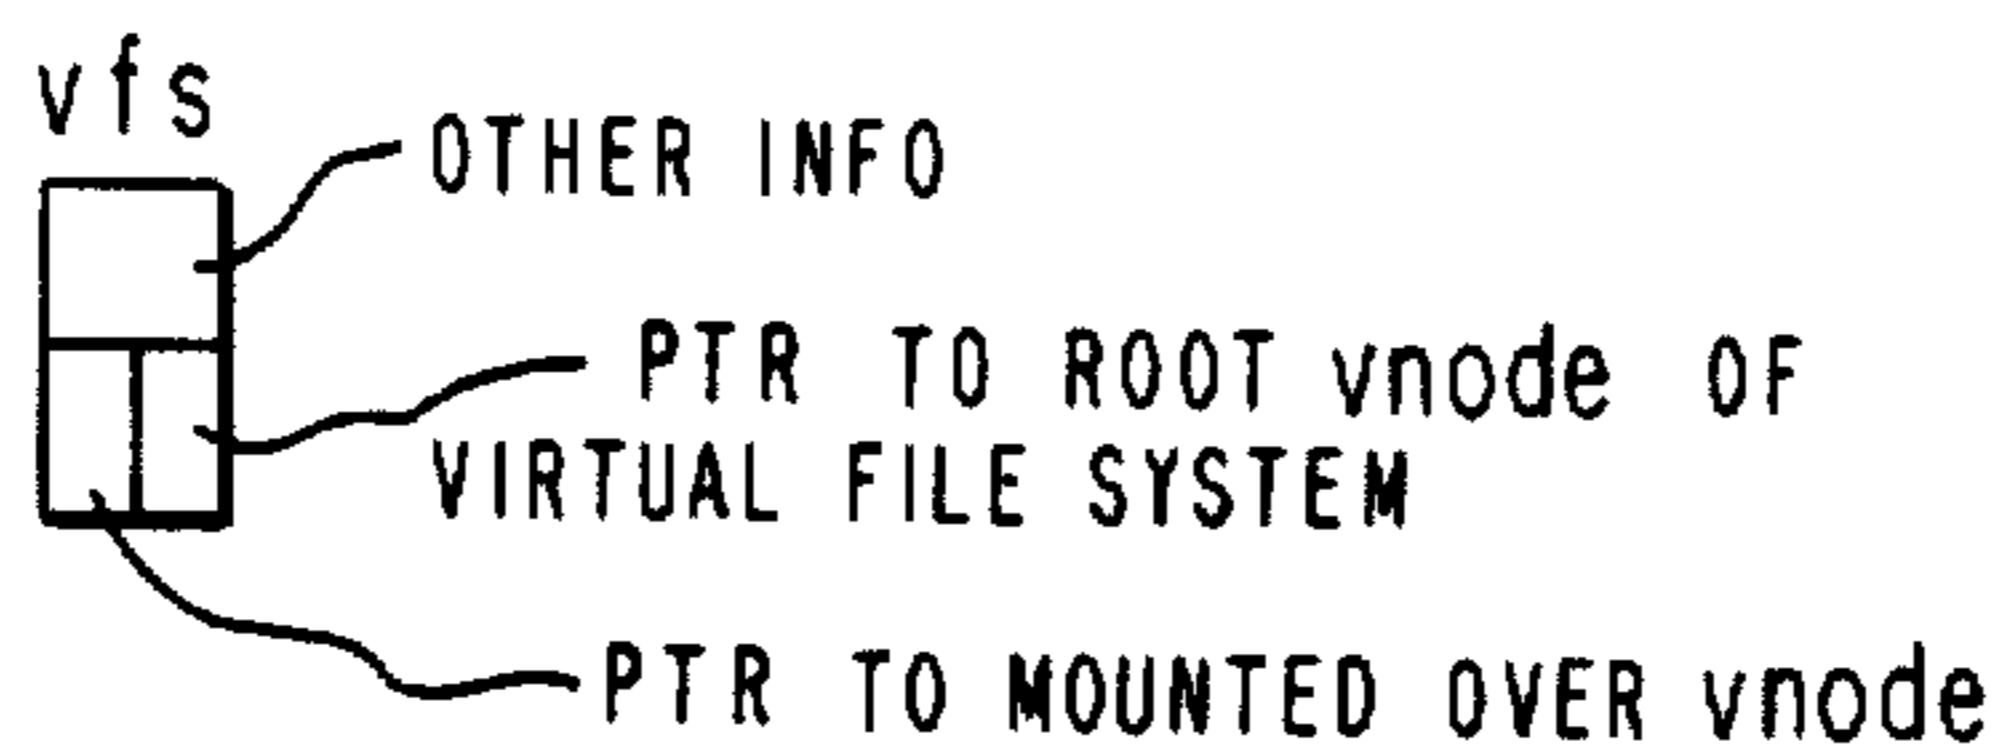 vfs
OTHER INFO
PTR TO ROOT vnode OF
VIRTUAL FILE SYSTEM
PTR TO MOUNTED OVER vnode